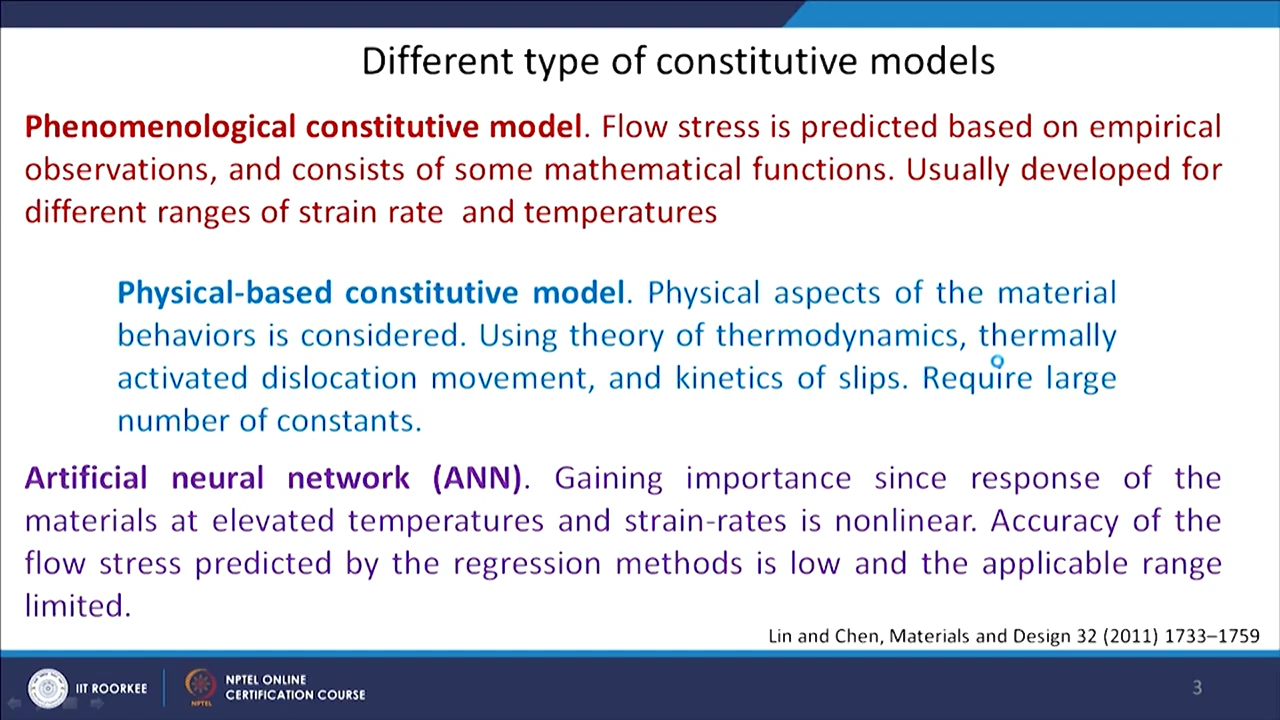 Different type of constitutive models
Phenomenological constitutive model. Flow stress is predicted based on empirical
observations, and consists of some mathematical functions. Usually developed for
different ranges of strain rate and temperatures
Physical-based constitutive model. Physical aspects of the material
behaviors is considered. Using theory of thermodynamics, thermally
activated dislocation movement, and kinetics of slips. Require large
number of constants.
Artificial neural network (ANN). Gaining importance since response of the
materials at elevated temperatures and strain-rates is nonlinear. Accuracy of the
flow stress predicted by the regression methods is low and the applicable range
limited.
Lin and Chen, Materials and Design 32 (2011) 1733–1759
IIT ROORKEE
NPTEL
NPTEL ONLINE
CERTIFICATION COURSE
3